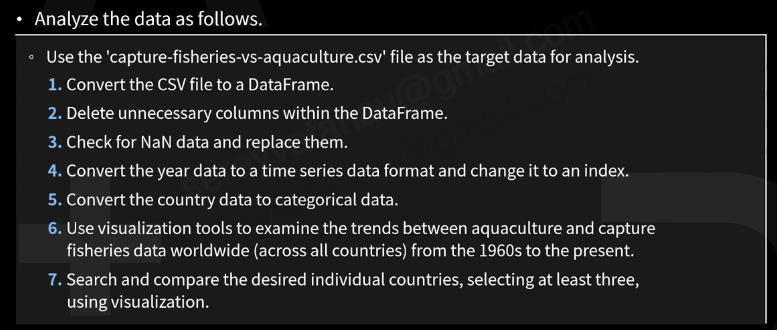 • Analyze the data as follows.
◦ Use the 'capture-fisheries-vs-aquaculture.csv' file as the target data for analysis.
1. Convert the CSV file to a DataFrame.
2. Delete unnecessary columns within the DataFrame.
3. Check for NaN data and replace them.
4. Convert the year data to a time series data format and change it to an index.
5. Convert the country data to categorical data.
6. Use visualization tools to examine the trends between aquaculture and capture
fisheries data worldwide (across all countries) from the 1960s to the present.
7. Search and compare the desired individual countries, selecting at least three,
using visualization.